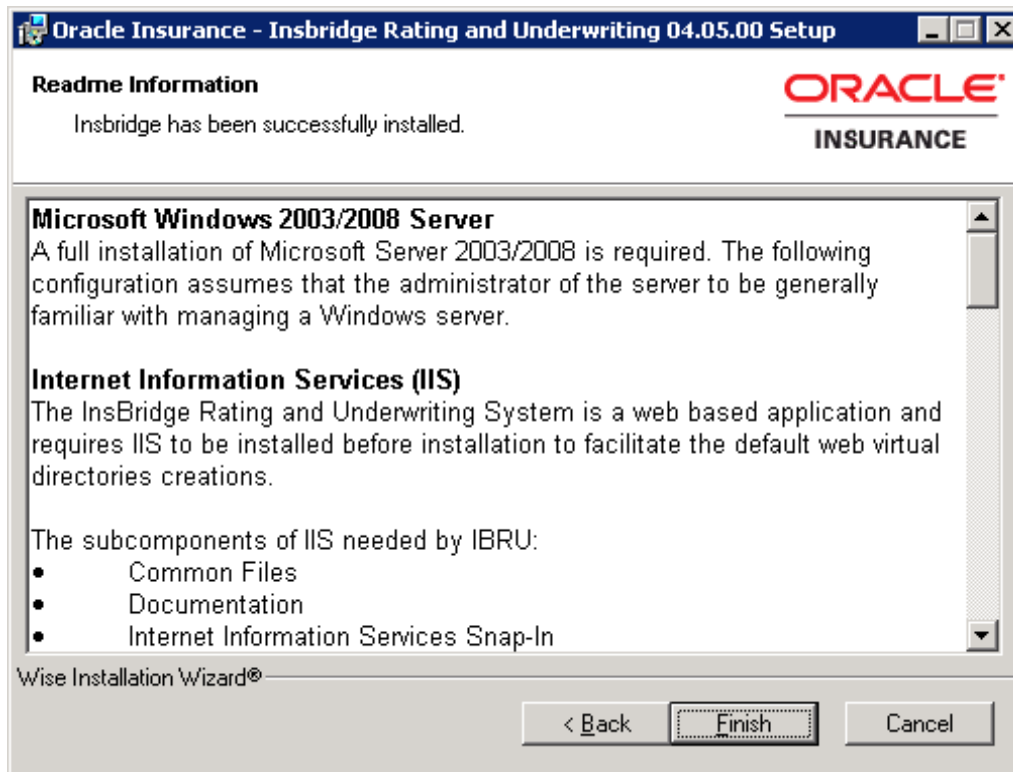 Oracle Insurance - Insbridge Rating and Underwriting 04.05.00 Setup
Readme Information
Insbridge has been successfully installed.
ORACLE
INSURANCE
Microsoft Windows 2003/2008 Server
A full installation of Microsoft Server 2003/2008 is required. The following
configuration assumes that the administrator of the server to be generally
familiar with managing a Windows server.
Internet Information Services (IIS)
The InsBridge Rating and Underwriting System is a web based application and
requires IIS to be installed before installation to facilitate the default web virtual
directories creations.
The subcomponents of IIS needed by IBRU:
● Common Files
● Documentation
● Internet Information Services Snap-In
Wise Installation Wizard®
< Back Finish Cancel